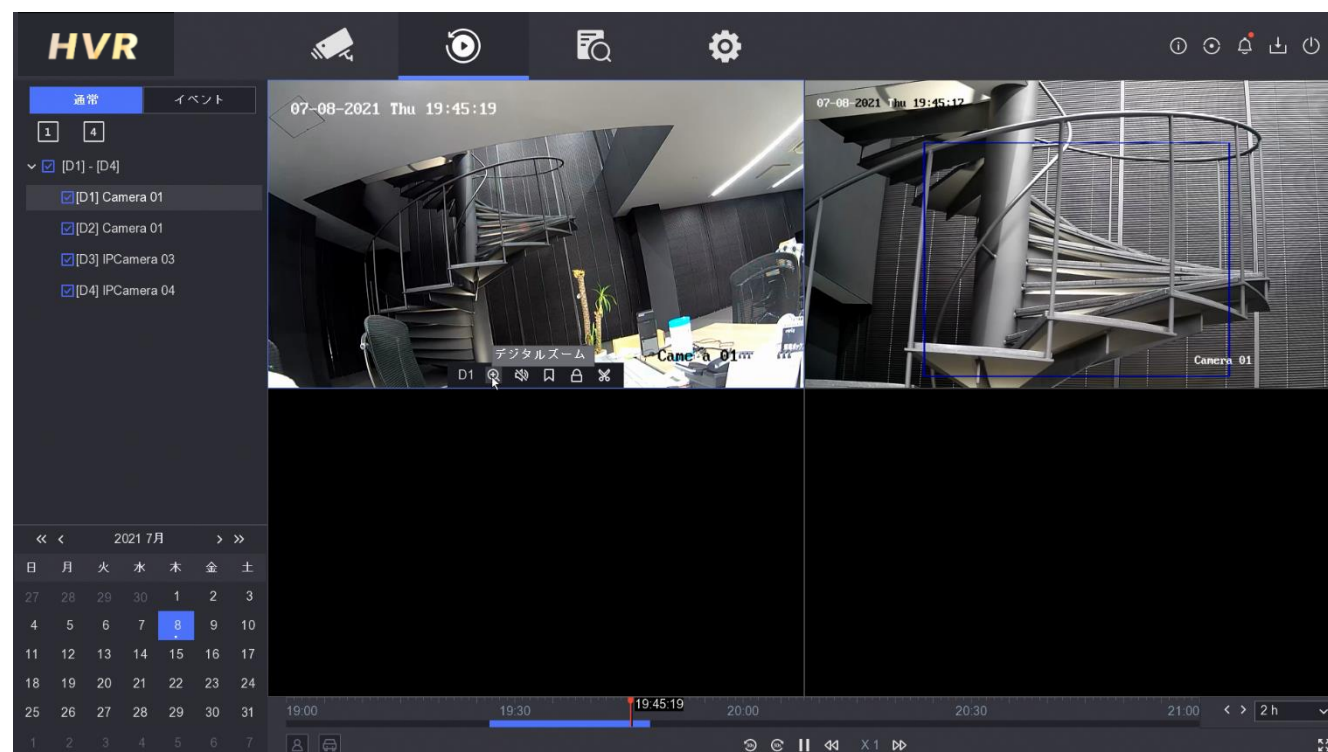 HVR
通常 イベント
1 4
[D1] - [D4]
[D1] Camera 01
[D2] Camera 01
[D3] IPCamera 03
[D4] IPCamera 04
07-08-2021 Thu 19:45:19
Camera 01
デジタルズーム
D1
07-08-2021 Thu 19:45:17
Camera 01
2021 7月
日 月 火 水 木 金 土
27 28 29 30 1 2 3
4 5 6 7 8 9 10
11 12 13 14 15 16 17
18 19 20 21 22 23 24
25 26 27 28 29 30 31
1 2 3 4 5 6 7
19:00 19:30 19:45:19 20:00 20:30 21:00 2 h
X 1